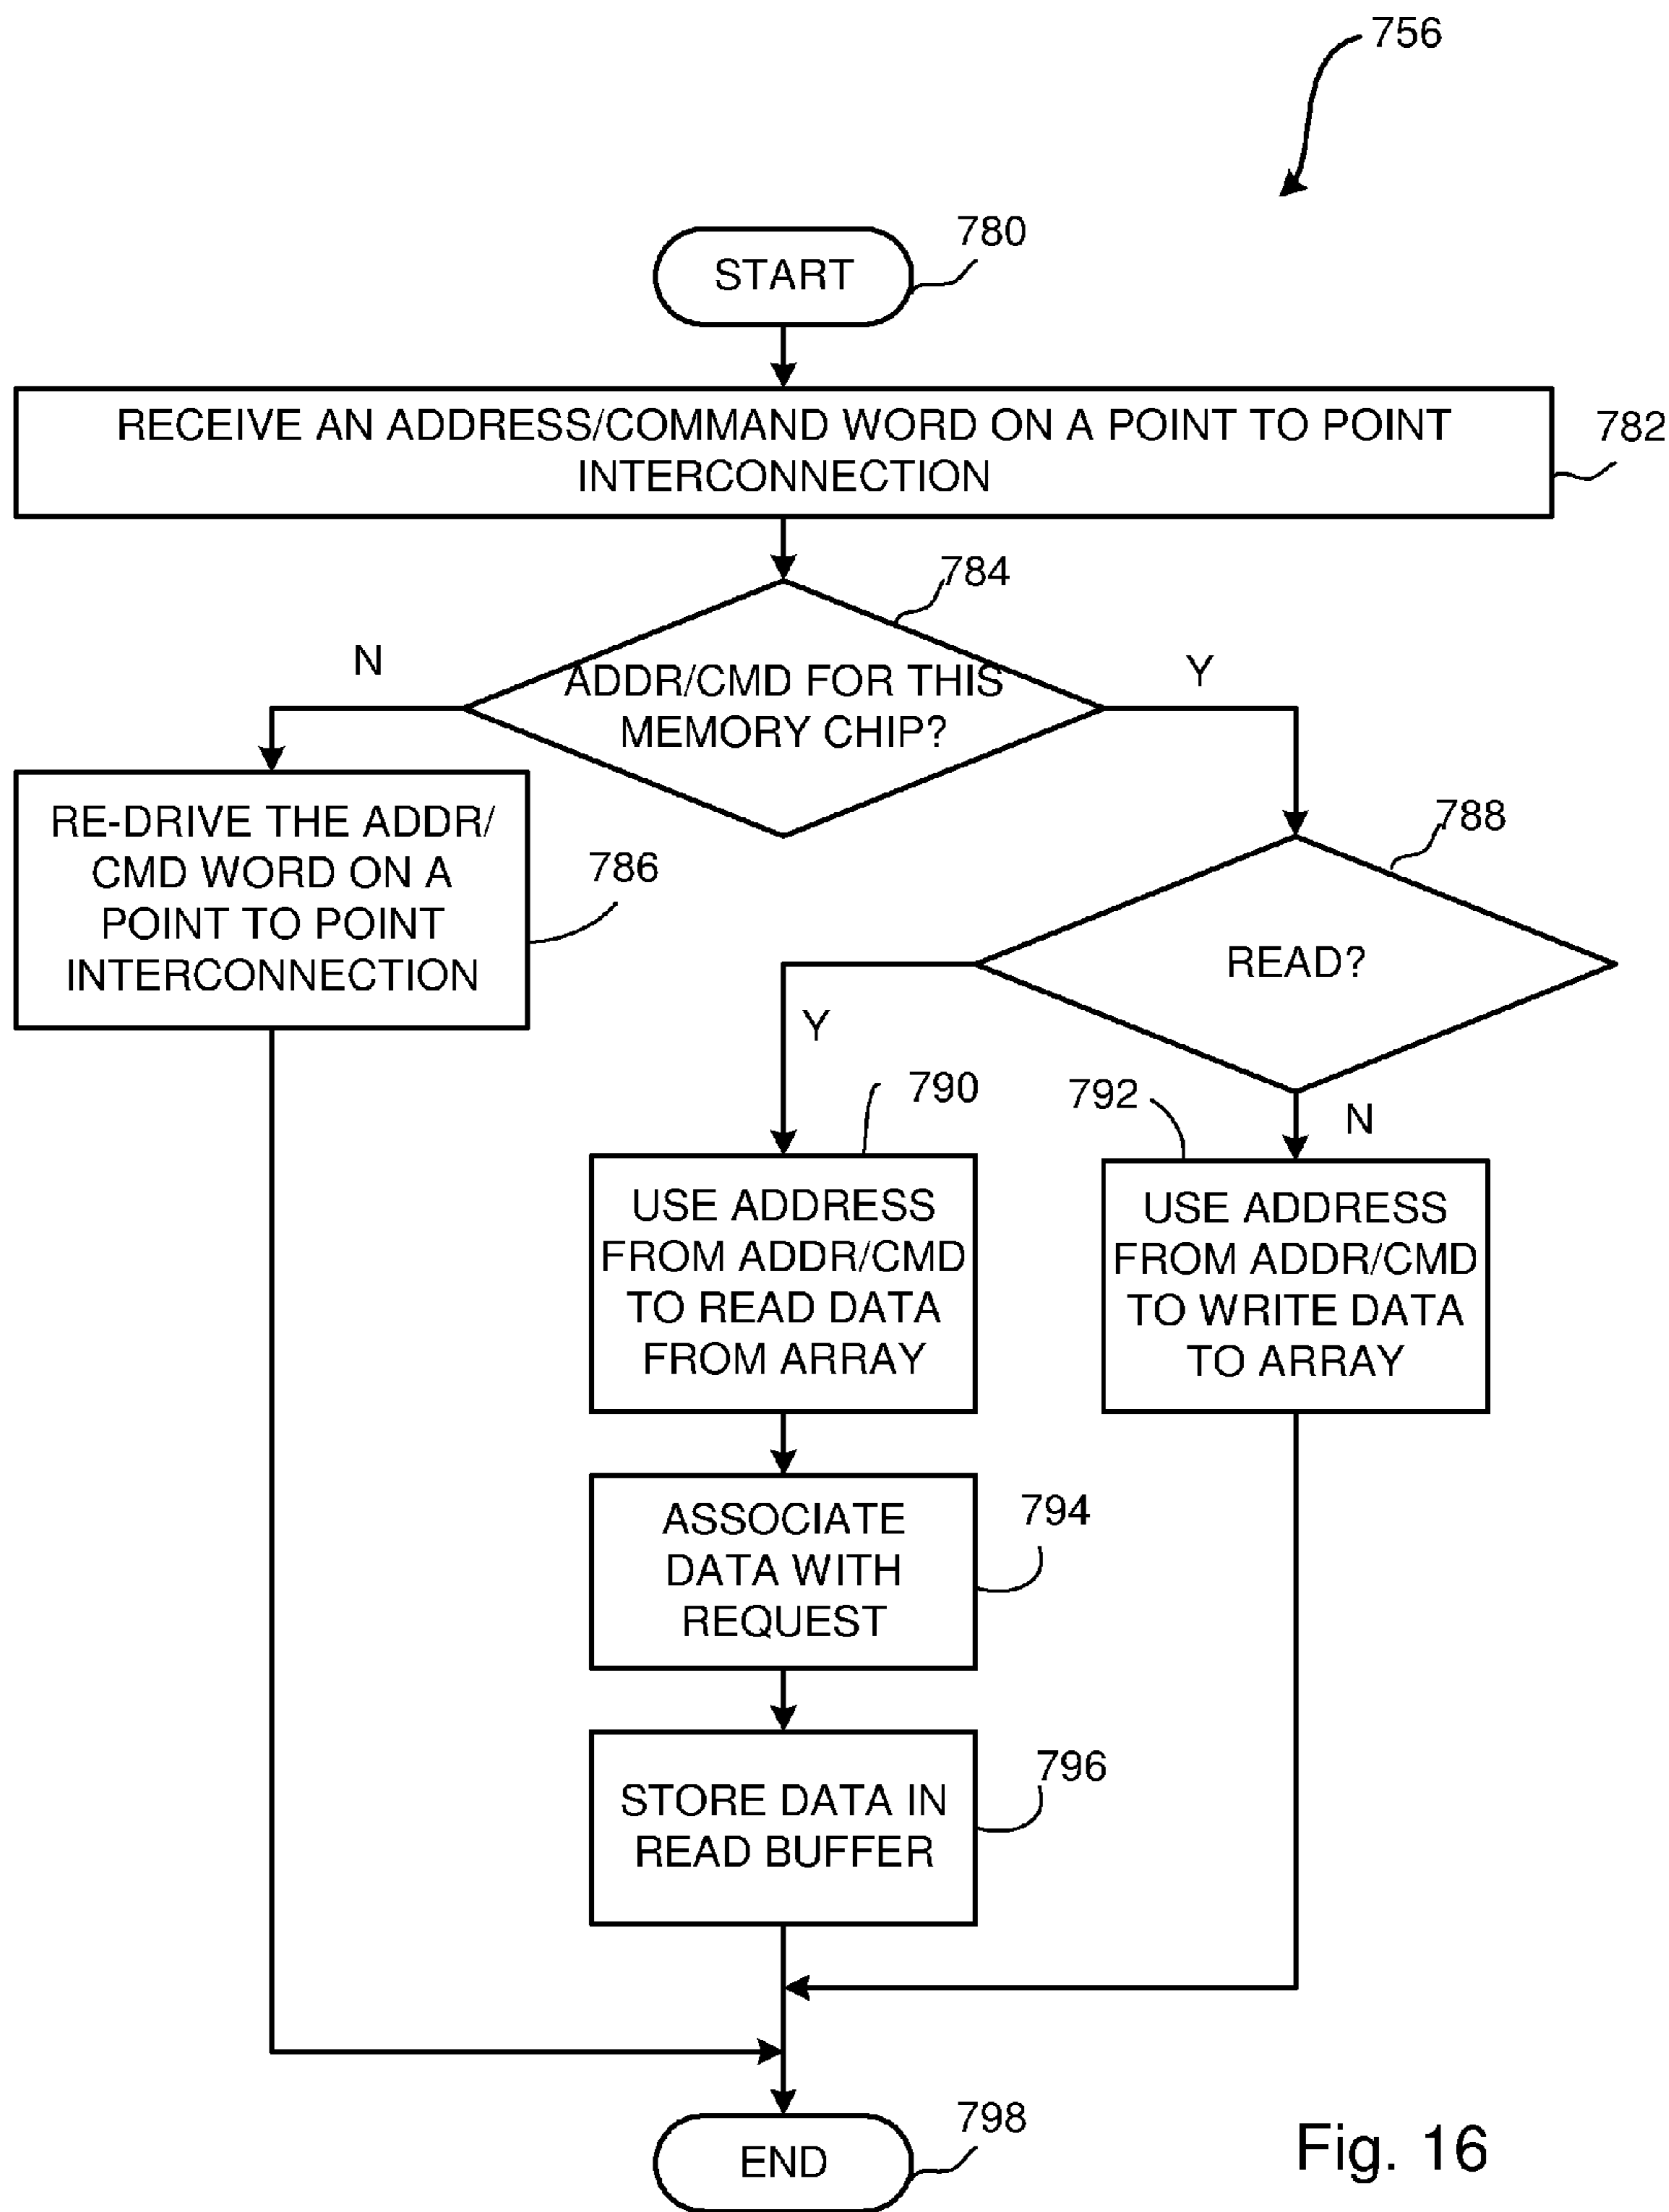 756
780
START
RECEIVE AN ADDRESS/COMMAND WORD ON A POINT TO POINT
INTERCONNECTION
782
784
N
Y
ADDR/CMD FOR THIS
MEMORY CHIP?
RE-DRIVE THE ADDR/
CMD WORD ON A
POINT TO POINT
INTERCONNECTION
786
788
READ?
Y
N
790
792
USE ADDRESS
FROM ADDR/CMD
TO READ DATA
FROM ARRAY
USE ADDRESS
FROM ADDR/CMD
TO WRITE DATA
TO ARRAY
ASSOCIATE
DATA WITH
REQUEST
794
STORE DATA IN
READ BUFFER
796
END
798
Fig. 16